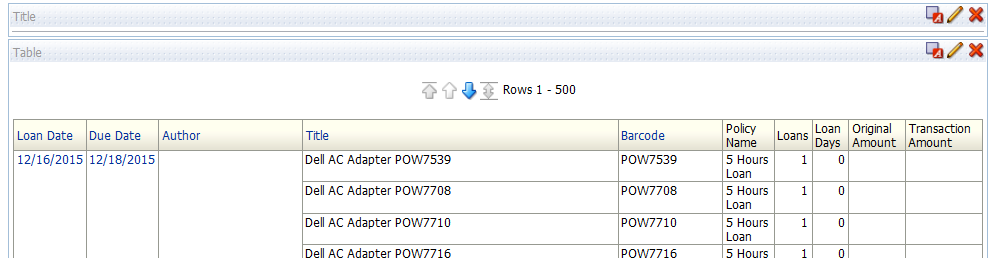 Title
Table
Rows 1 - 500
Loan Date Due Date Author Title Barcode Policy Name Loans Loan Days Original Amount Transaction Amount
12/16/2015 12/18/2015 Dell AC Adapter POW7539 POW7539 5 Hours Loan 1 0
Dell AC Adapter POW7708 POW7708 5 Hours Loan 1 0
Dell AC Adapter POW7710 POW7710 5 Hours Loan 1 0
Dell AC Adapter POW7716 POW7716 5 Hours 1 0